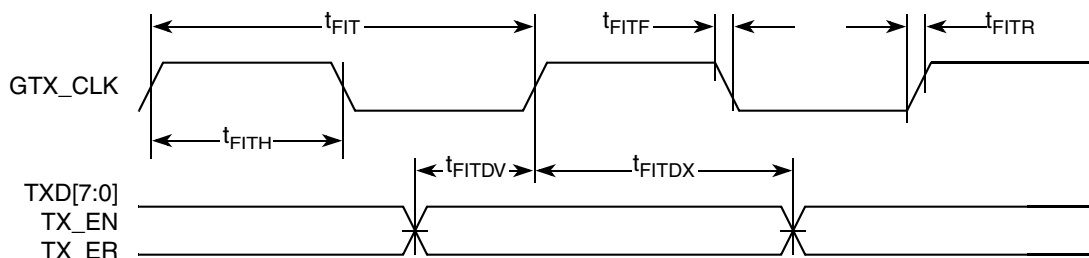 tFIT
tFITF
tFITR
GTX_CLK
tFITH
tFITDV
tFITDX
TXD[7:0]
TX_EN
TX_ER